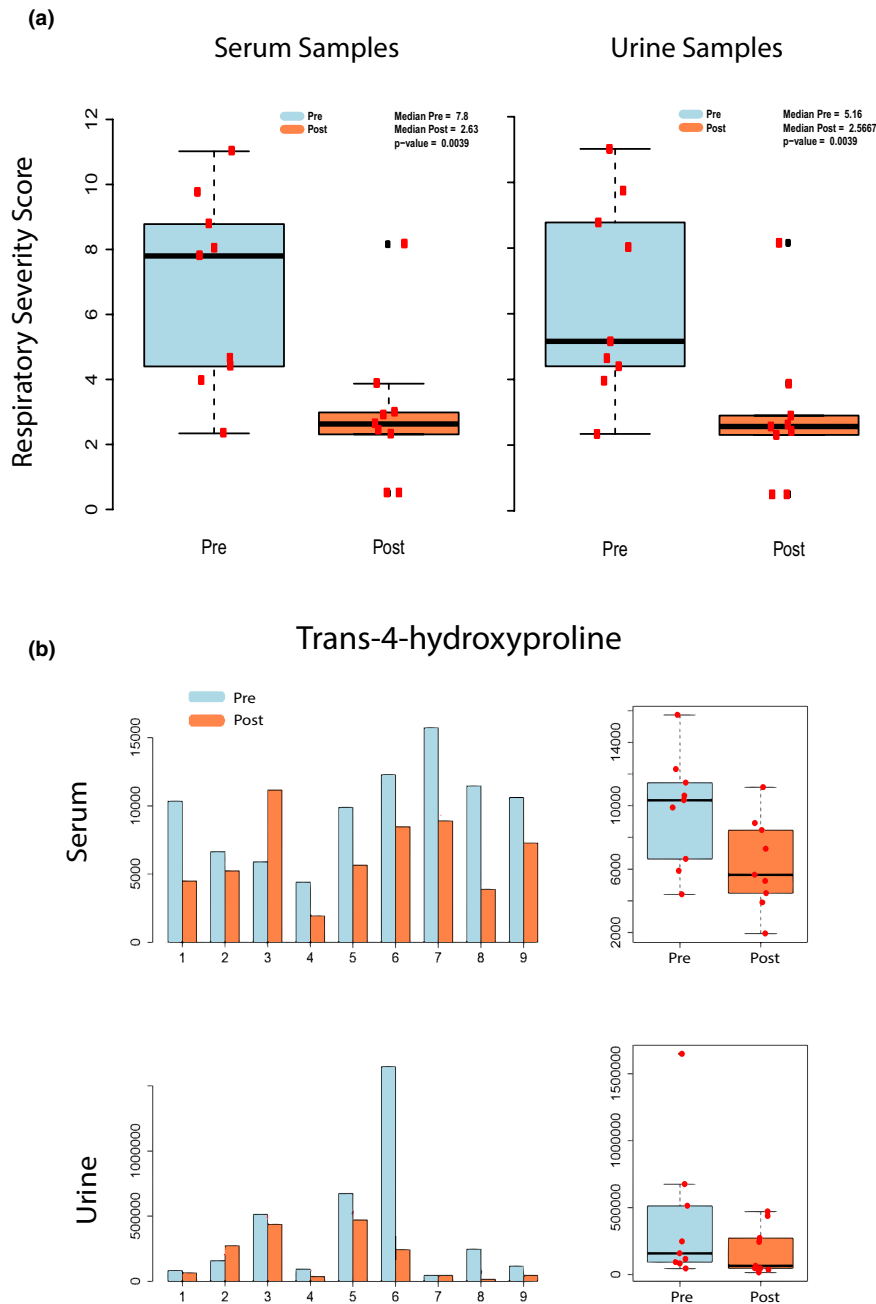 (a)
Serum Samples
Urine Samples
Pre
Post
Median Pre = 7.8
Median Post = 2.63
p-value = 0.0039
Pre
Post
Median Pre = 5.16
Median Post = 2.5667
p-value = 0.0039
Respiratory Severity Score
12
10
8
6
4
2
0
Pre
Post
Pre
Post
(b)
Trans-4-hydroxyproline
Pre
Post
Serum
15000
10000
5000
0
1 2 3 4 5 6 7 8 9
14000
10000
6000
2000
Pre
Post
Urine
1000000
500000
0
1 2 3 4 5 6 7 8 9
1500000
1000000
500000
0
Pre
Post